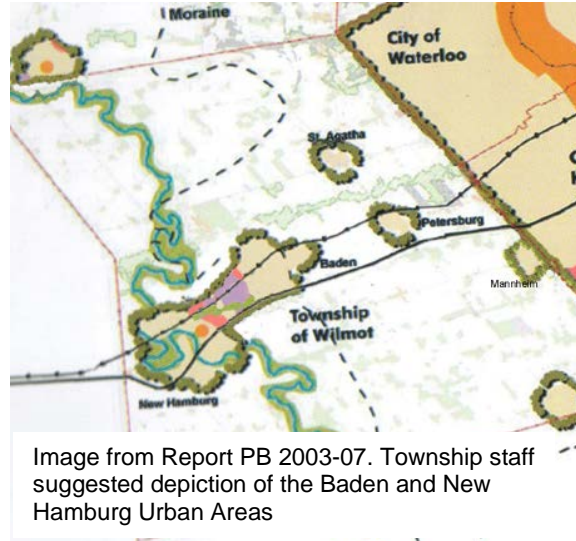 Moraine
City of
Waterloo
St. Agatha
Petersburg
Baden
Mannheim
Township
of Wilmot
New Hamburg
Image from Report PB 2003-07. Township staff
suggested depiction of the Baden and New
Hamburg Urban Areas